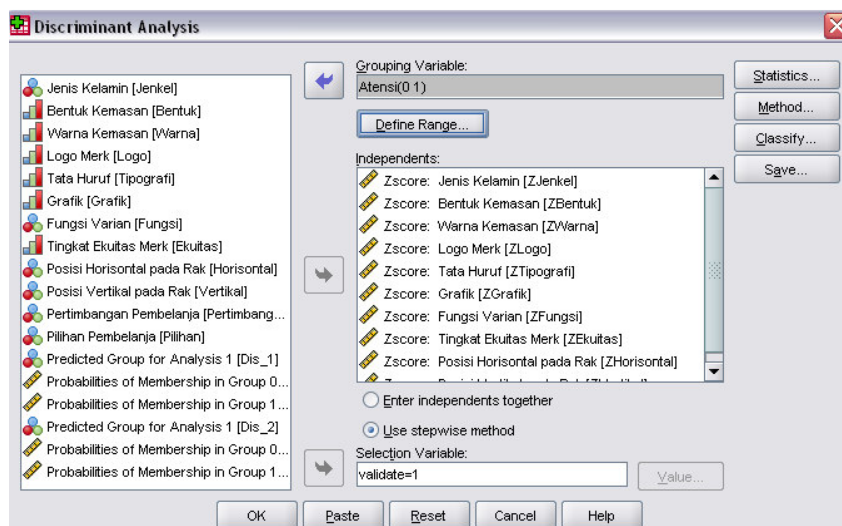 Discriminant Analysis
Jenis Kelamin [Jenkel]
Bentuk Kemasan [Bentuk]
Warna Kemasan [Warna]
Logo Merk [Logo]
Tata Huruf [Tipografi]
Grafik [Grafik]
Fungsi Varian [Fungsi]
Tingkat Ekuitas Merk [Ekuitas]
Posisi Horisontal pada Rak [Horisontal]
Posisi Vertikal pada Rak [Vertikal]
Pertimbangan Pembelanja [Pertimbang...
Pilihan Pembelanja [Pilihan]
Predicted Group for Analysis 1 [Dis_1]
Probabilities of Membership in Group 0...
Probabilities of Membership in Group 1...
Predicted Group for Analysis 1 [Dis_2]
Probabilities of Membership in Group 0...
Probabilities of Membership in Group 1...
Grouping Variable:
Atensi(0 1)
Define Range...
Independents:
Zscore: Jenis Kelamin [ZJenkel]
Zscore: Bentuk Kemasan [ZBentuk]
Zscore: Warna Kemasan [ZWarna]
Zscore: Logo Merk [ZLogo]
Zscore: Tata Huruf [ZTipografi]
Zscore: Grafik [ZGrafik]
Zscore: Fungsi Varian [ZFungsi]
Zscore: Tingkat Ekuitas Merk [ZEkuitas]
Zscore: Posisi Horisontal pada Rak [ZHorisontal]
Enter independents together
Use stepwise method
Selection Variable:
validate=1
Value...
Statistics...
Method...
Classify...
Save...
OK
Paste
Reset
Cancel
Help